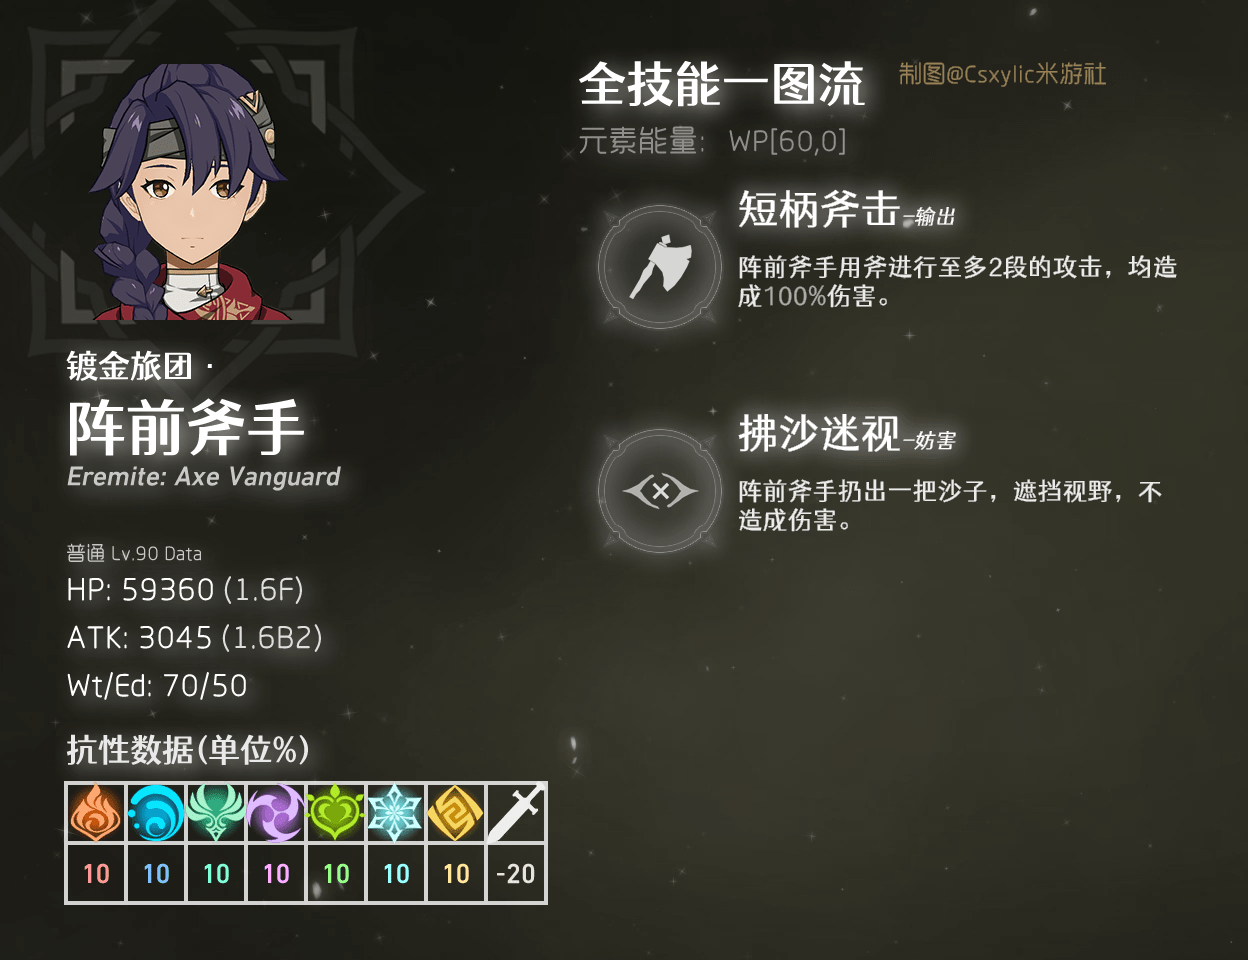 全技能一图流
制图@Csxylic米游社
元素能量: WP[60,0]
短柄斧击-输出
阵前斧手用斧进行至多2段的攻击，均造
成100%伤害。
镀金旅团·
阵前斧手
Eremite: Axe Vanguard
拂沙迷视-妨害
阵前斧手扔出一把沙子，遮挡视野，不
造成伤害。
普通 Lv.90 Data
HP: 59360 (1.6F)
ATK: 3045 (1.6B2)
Wt/Ed: 70/50
抗性数据(单位%)
10 10 10 10 10 10 10 -20